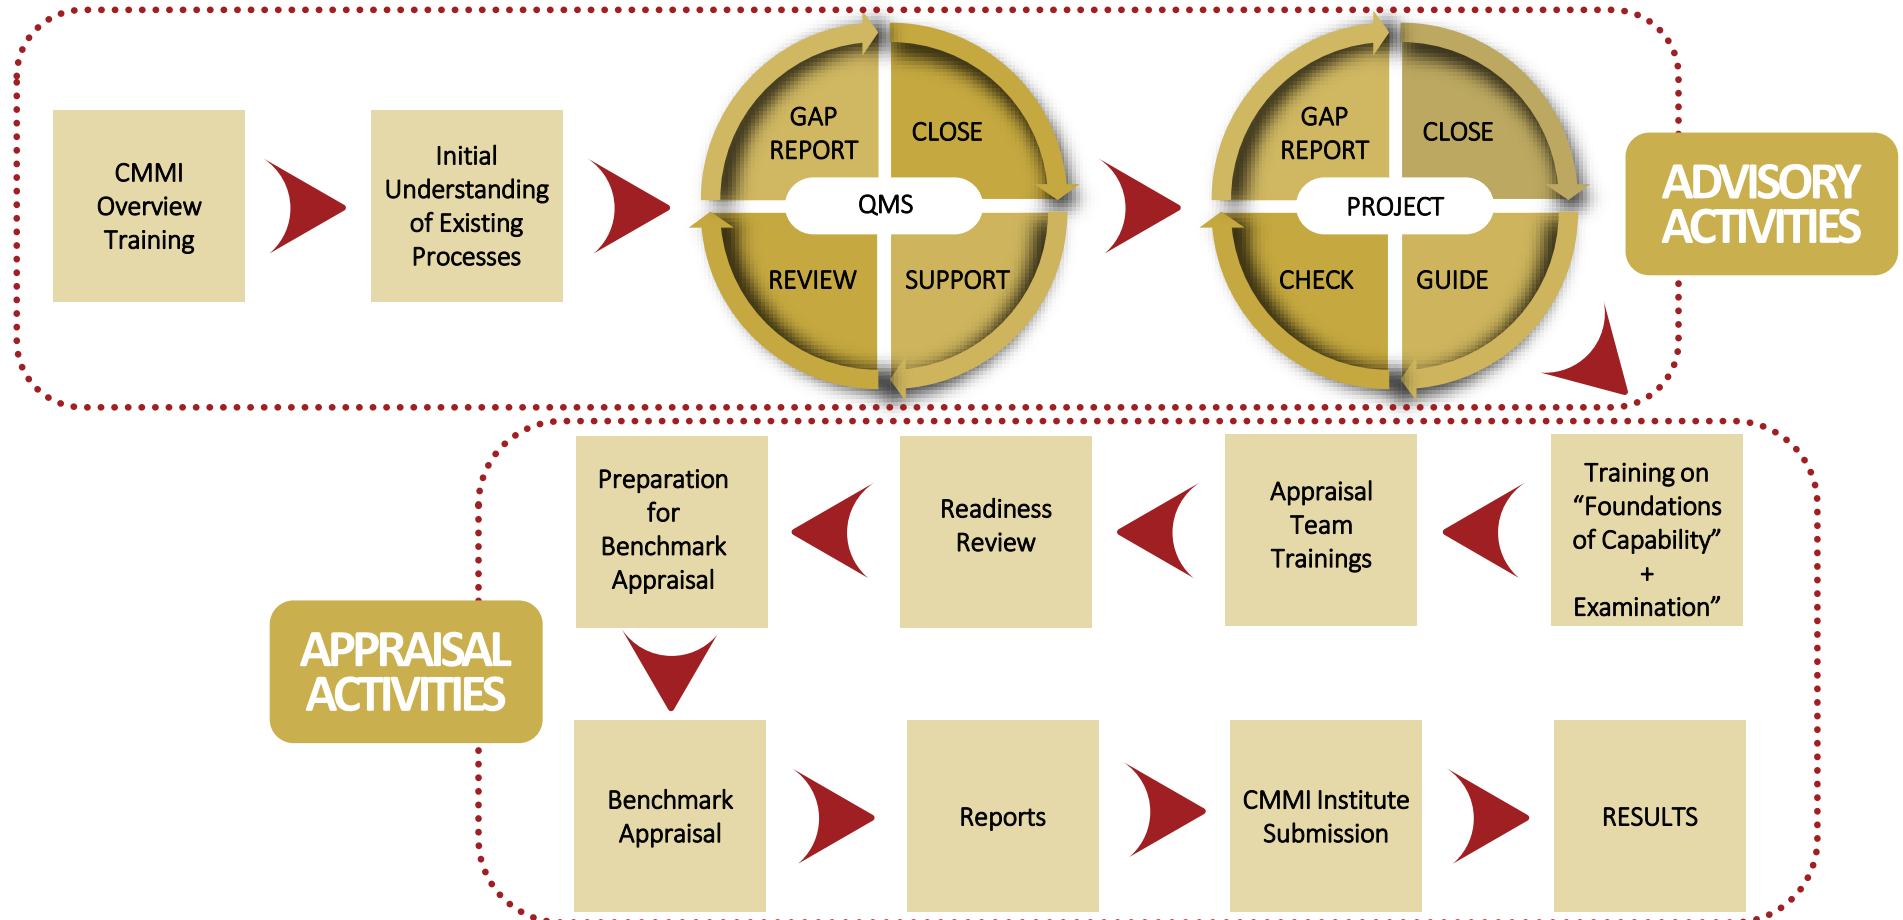 CMMI
Overview
Training
Initial
Understanding
of Existing
Processes
GAP
REPORT
CLOSE
QMS
REVIEW
SUPPORT
GAP
REPORT
CLOSE
PROJECT
CHECK
GUIDE
ADVISORY
ACTIVITIES
Training on
“Foundations
of Capability”
+
Examination”
Appraisal
Team
Trainings
Readiness
Review
Preparation
for
Benchmark
Appraisal
APPRAISAL
ACTIVITIES
Benchmark
Appraisal
Reports
CMMI Institute
Submission
RESULTS